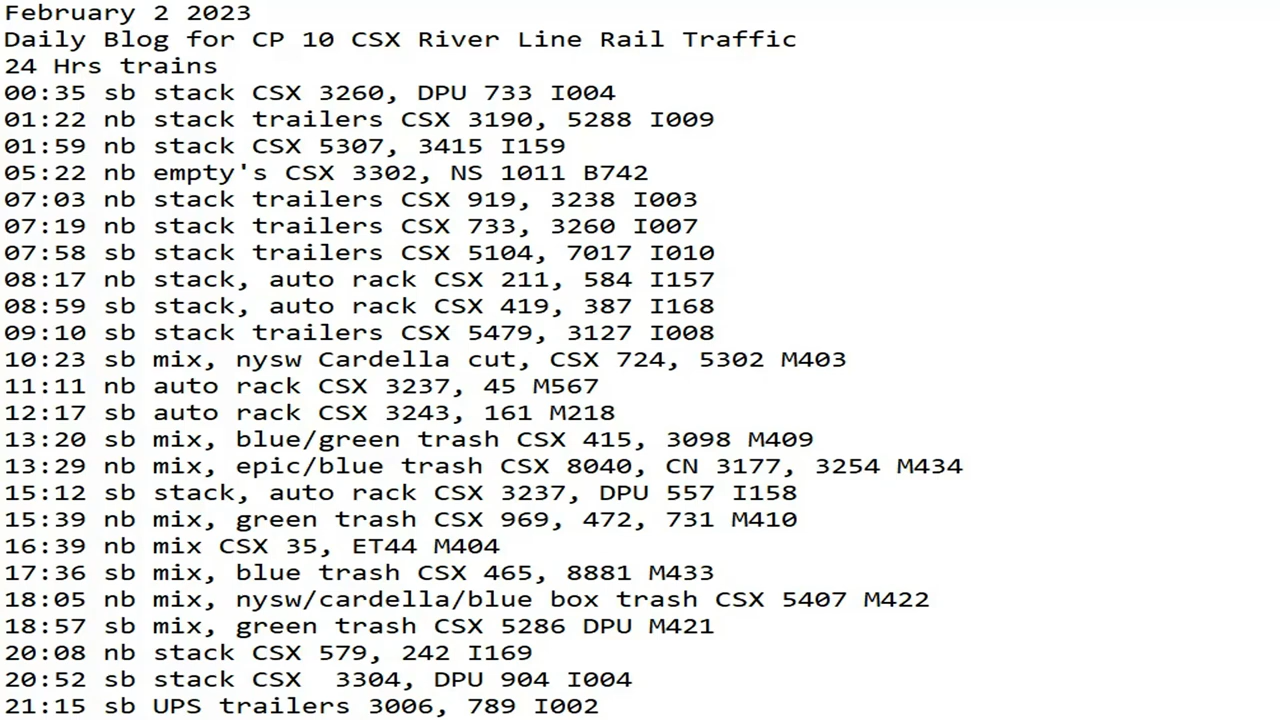 February 2 2023
Daily Blog for CP 10 CSX River Line Rail Traffic
24 Hrs trains
00:35 sb stack CSX 3260, DPU 733 I004
01:22 nb stack trailers CSX 3190, 5288 I009
01:59 nb stack CSX 5307, 3415 I159
05:22 nb empty's CSX 3302, NS 1011 B742
07:03 nb stack trailers CSX 919, 3238 I003
07:19 nb stack trailers CSX 733, 3260 I007
07:58 sb stack trailers CSX 5104, 7017 I010
08:17 nb stack, auto rack CSX 211, 584 I157
08:59 sb stack, auto rack CSX 419, 387 I168
09:10 sb stack trailers CSX 5479, 3127 I008
10:23 sb mix, nysw Cardella cut, CSX 724, 5302 M403
11:11 nb auto rack CSX 3237, 45 M567
12:17 sb auto rack CSX 3243, 161 M218
13:20 sb mix, blue/green trash CSX 415, 3098 M409
13:29 nb mix, epic/blue trash CSX 8040, CN 3177, 3254 M434
15:12 sb stack, auto rack CSX 3237, DPU 557 I158
15:39 nb mix, green trash CSX 969, 472, 731 M410
16:39 nb mix CSX 35, ET44 M404
17:36 sb mix, blue trash CSX 465, 8881 M433
18:05 nb mix, nysw/cardella/blue box trash CSX 5407 M422
18:57 sb mix, green trash CSX 5286 DPU M421
20:08 nb stack CSX 579, 242 I169
20:52 sb stack CSX  3304, DPU 904 I004
21:15 sb UPS trailers 3006, 789 I002